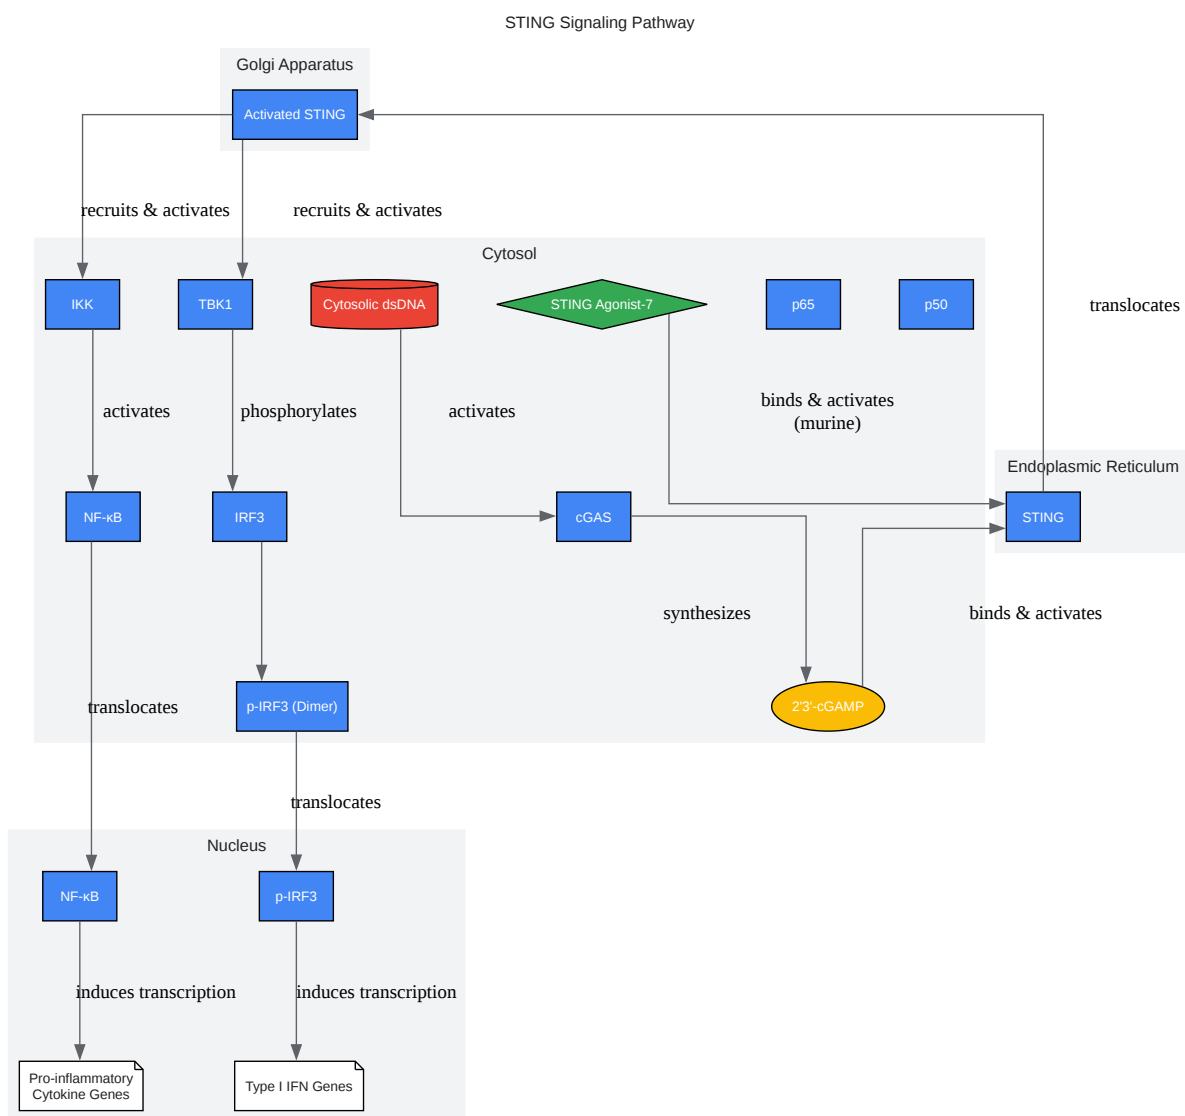 STING Signaling Pathway
Golgi Apparatus
Activated STING
recruits & activates
recruits & activates
Cytosol
IKK
TBK1
Cytosolic dsDNA
STING Agonist-7
p65
p50
translocates
activates
phosphorylates
activates
binds & activates
(murine)
Endoplasmic Reticulum
NF-κB
IRF3
cGAS
STING
synthesizes
binds & activates
translocates
p-IRF3 (Dimer)
2'3'-cGAMP
translocates
Nucleus
NF-κB
p-IRF3
induces transcription
induces transcription
Pro-inflammatory
Cytokine Genes
Type I IFN Genes